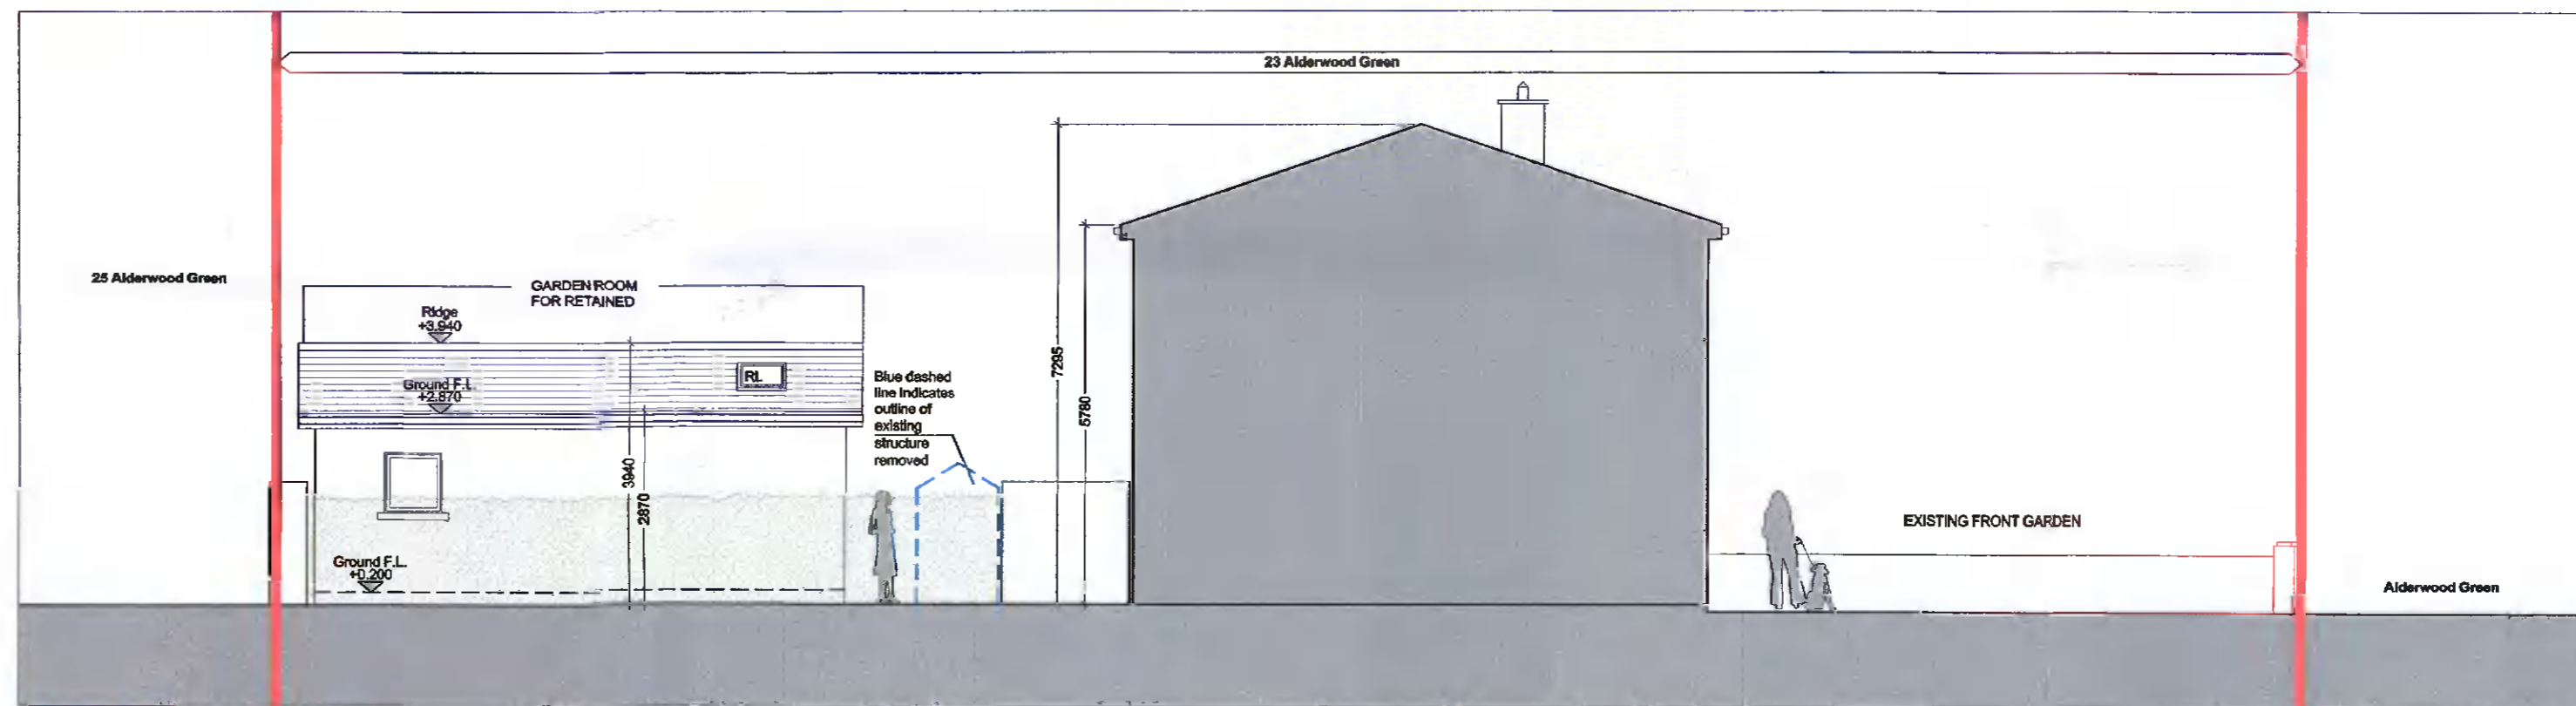 23 Alderwood Green
25 Alderwood Green
GARDEN ROOM
FOR RETAINED
Ridge
+3.940
RL
Ground F.L.
+2.870
Blue dashed
line indicates
outline of
existing
structure
removed
3940
2870
7295
5780
Ground F.L.
+0.200
EXISTING FRONT GARDEN
Alderwood Green